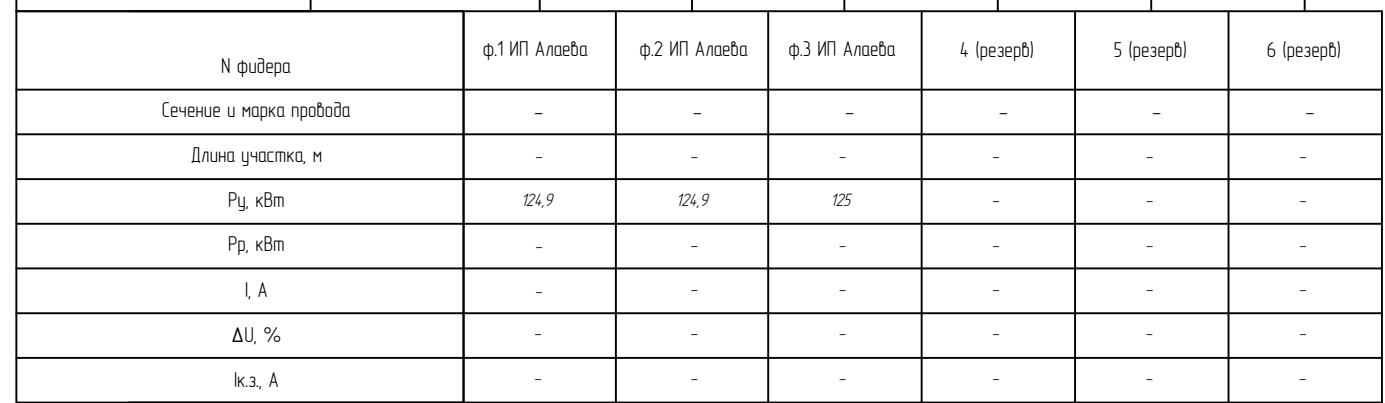 N фидера ф.1 ИП Алаева ф.2 ИП Алаева ф.3 ИП Алаева 4 (резерв) 5 (резерв) 6 (резерв)
Сечение и марка провода - - - - - -
Длина участка, м - - - - - -
Ру, кВт 124,9 124,9 125 - - -
Рр, кВт - - - - - -
I, А - - - - - -
ΔU, % - - - - - -
Iк.з., А - - - - - -